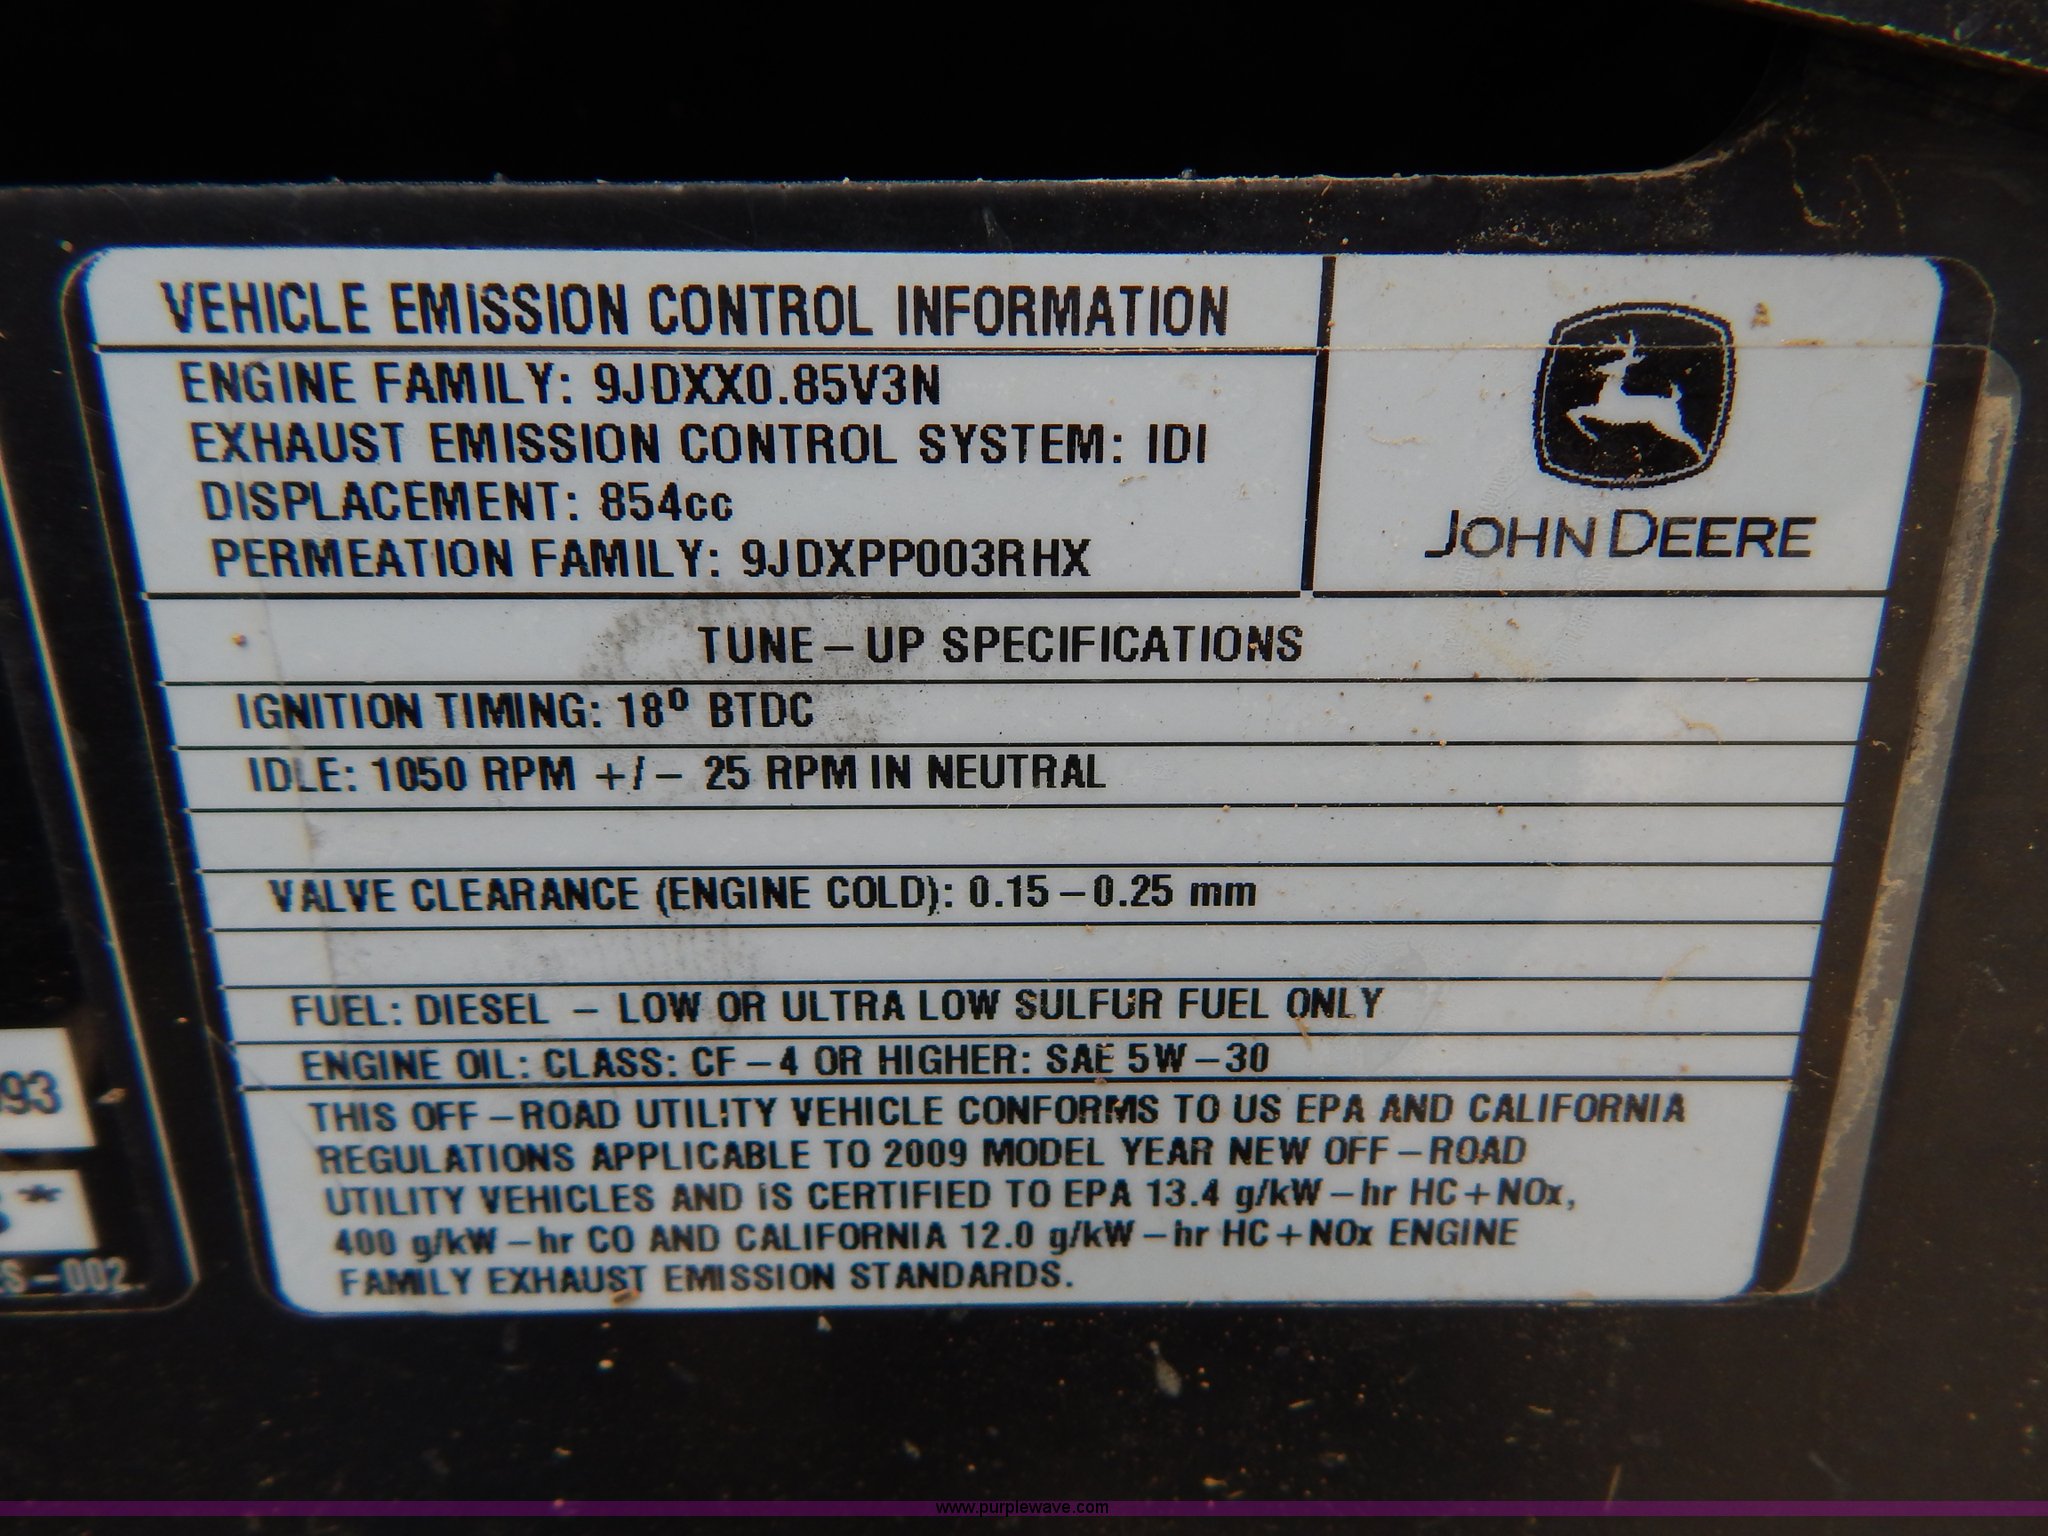 VEHICLE EMISSION CONTROL INFORMATION
ENGINE FAMILY: 9JDXX0.85V3N
EXHAUST EMISSION CONTROL SYSTEM: IDI
DISPLACEMENT: 854cc
PERMEATION FAMILY: 9JDXPP003RHX
JOHN DEERE
TUNE – UP SPECIFICATIONS
IGNITION TIMING: 18º BTDC
IDLE: 1050 RPM +/– 25 RPM IN NEUTRAL
VALVE CLEARANCE (ENGINE COLD): 0.15 – 0.25 mm
FUEL: DIESEL – LOW OR ULTRA LOW SULFUR FUEL ONLY
ENGINE OIL: CLASS: CF – 4 OR HIGHER: SAE 5W – 30
THIS OFF – ROAD UTILITY VEHICLE CONFORMS TO US EPA AND CALIFORNIA
REGULATIONS APPLICABLE TO 2009 MODEL YEAR NEW OFF – ROAD
UTILITY VEHICLES AND IS CERTIFIED TO EPA 13.4 g/kW – hr HC + NOx,
400 g/kW – hr CO AND CALIFORNIA 12.0 g/kW – hr HC + NOx ENGINE
FAMILY EXHAUST EMISSION STANDARDS.
93
S – 002
www.purplewave.com